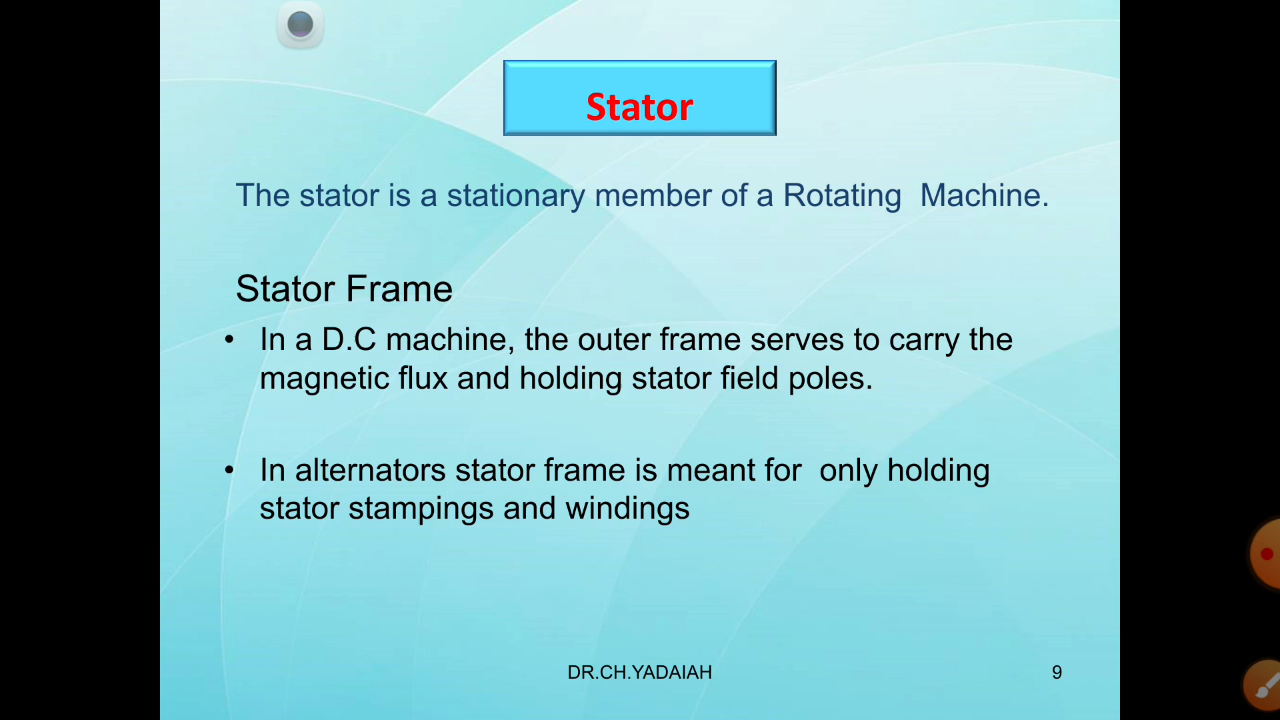 Stator
The stator is a stationary member of a Rotating  Machine.
Stator Frame
• In a D.C machine, the outer frame serves to carry the
magnetic flux and holding stator field poles.
• In alternators stator frame is meant for  only holding
stator stampings and windings
DR.CH.YADAIAH
9